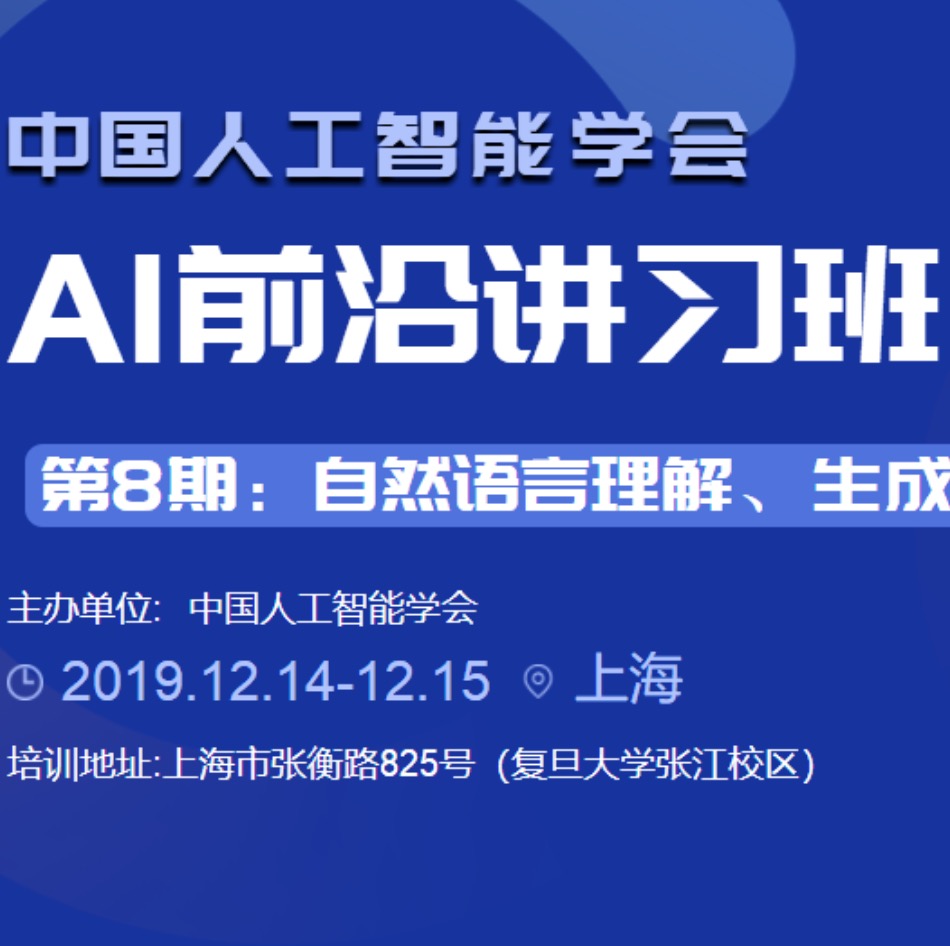 中国人工智能学会
AI前沿讲习班
第8期：自然语言理解、生成
主办单位: 中国人工智能学会
2019.12.14-12.15 上海
培训地址:上海市张衡路825号（复旦大学张江校区）